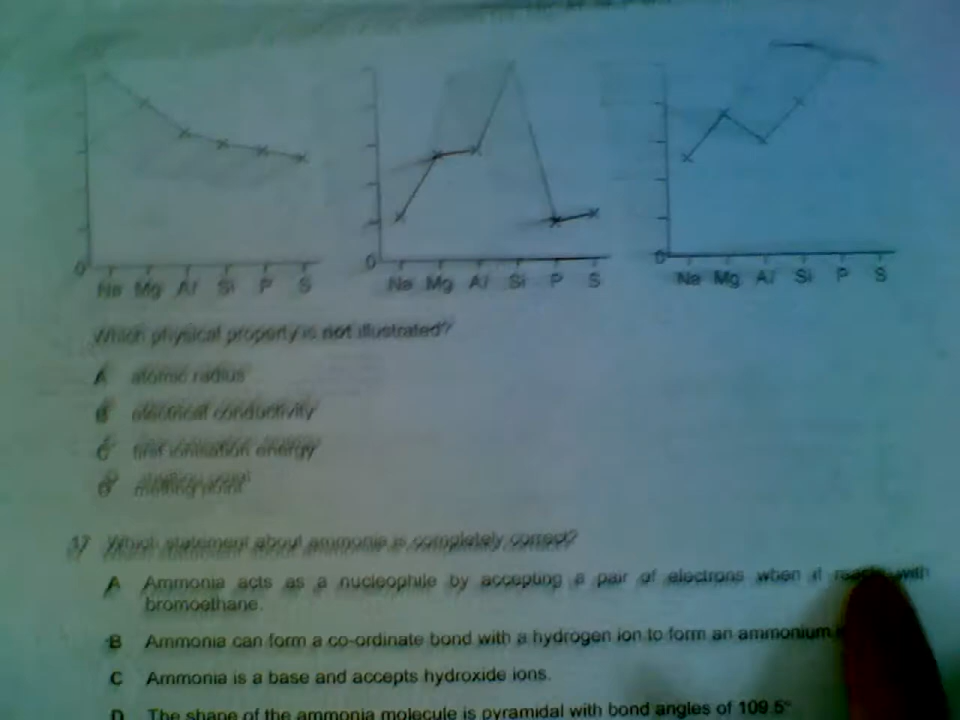 0 Na Mg Al Si P S
0 Na Mg Al Si P S
0 Na Mg Al Si P S
Which physical property is not illustrated?
A atomic radius
B electrical conductivity
C first ionisation energy
D melting point
17 Which statement about ammonia is completely correct?
A Ammonia acts as a nucleophile by accepting a pair of electrons when it with
bromoethane.
B Ammonia can form a co-ordinate bond with a hydrogen ion to form an ammonium
C Ammonia is a base and accepts hydroxide ions.
D The shape of the ammonia molecule is pyramidal with bond angles of 109.5°